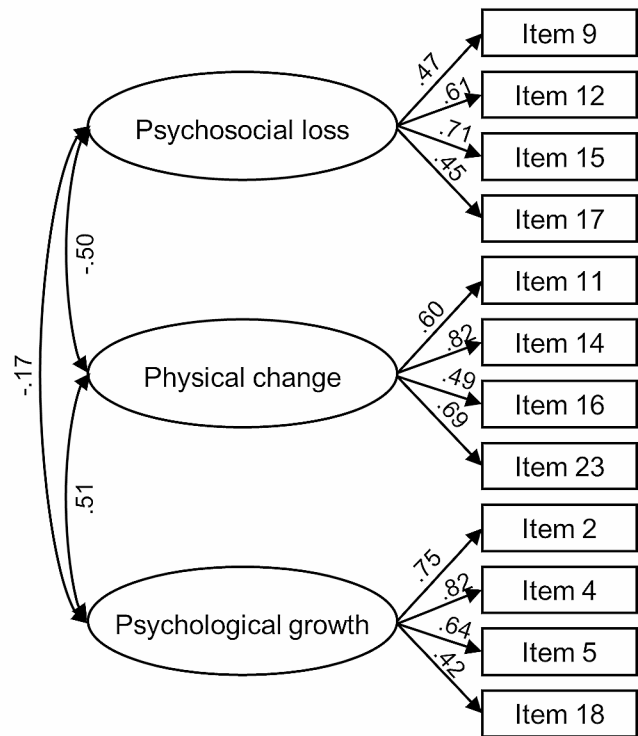 Item 9
.47
.61
Item 12
Psychosocial loss
.71
Item 15
.45
Item 17
-.50
Item 11
.60
.82
Item 14
-.17
Physical change
.49
Item 16
.69
Item 23
.51
Item 2
.75
.82
Item 4
Psychological growth
.64
Item 5
.42
Item 18